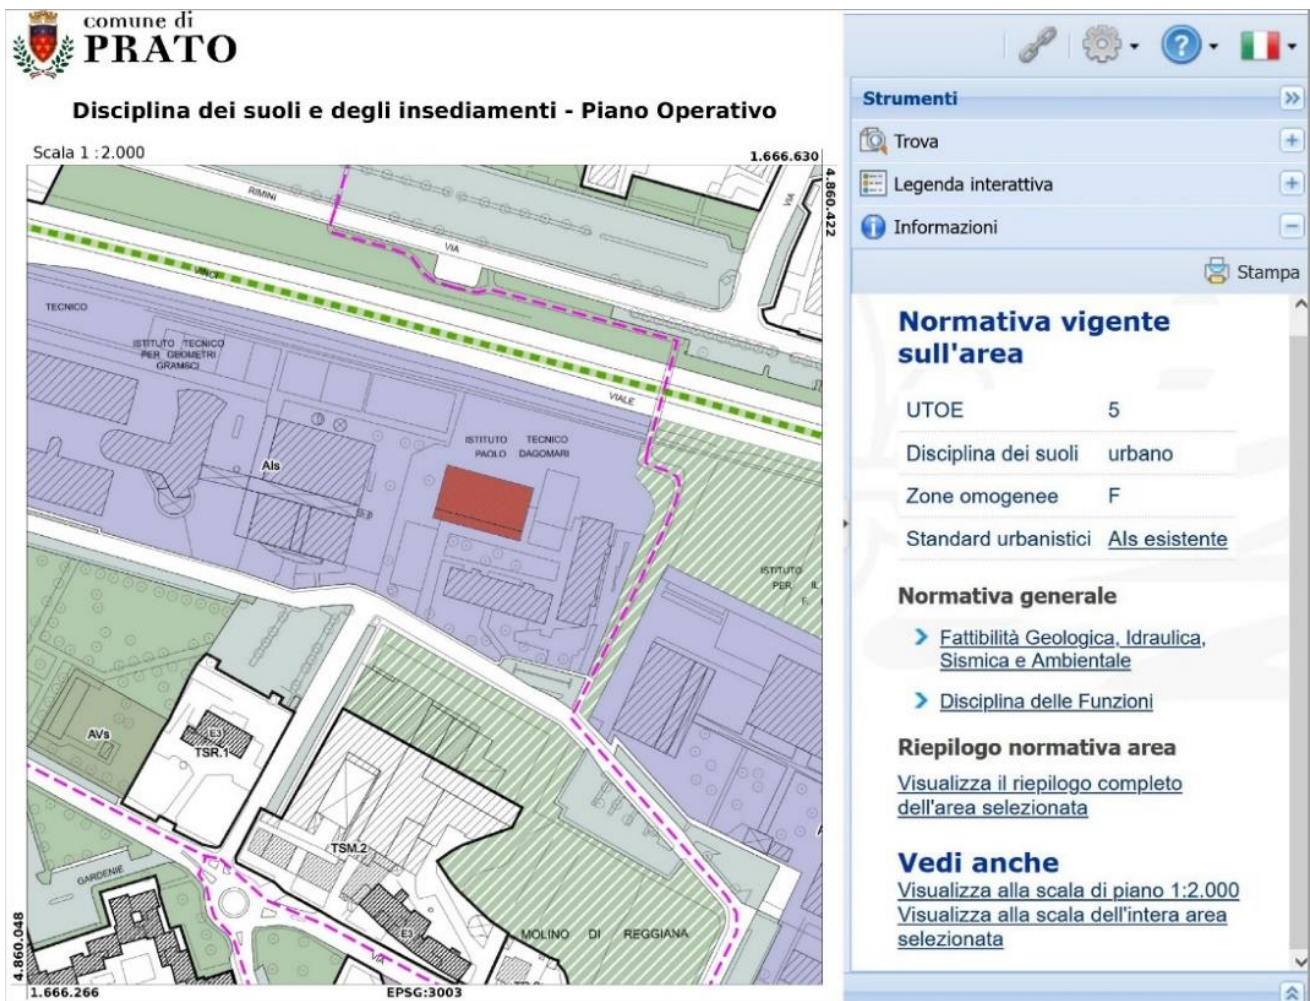 comune di
PRATO
Disciplina dei suoli e degli insediamenti - Piano Operativo
Scala 1 :2.000
1.666.630
4.860.422
RIMINI
VIA
VIA
VINCI
TECNICO
ISTITUTO TECNICO
PER GEOMETRI
GRAMSCI
VIALE
ISTITUTO TECNICO
PAOLO DAGOMARI
AIs
ISTITUTO
PER IL
F.
AVs
E3
TSR.1
TSM.2
GARDENIE
E3
MOLINO DI REGGIANA
VIA
4.860.048
1.666.266
EPSG:3003
Strumenti
Trova
Legenda interattiva
Informazioni
Stampa
Normativa vigente
sull'area
UTOE 5
Disciplina dei suoli urbano
Zone omogenee F
Standard urbanistici AIs esistente
Normativa generale
Fattibilità Geologica, Idraulica,
Sismica e Ambientale
Disciplina delle Funzioni
Riepilogo normativa area
Visualizza il riepilogo completo
dell'area selezionata
Vedi anche
Visualizza alla scala di piano 1:2.000
Visualizza alla scala dell'intera area
selezionata